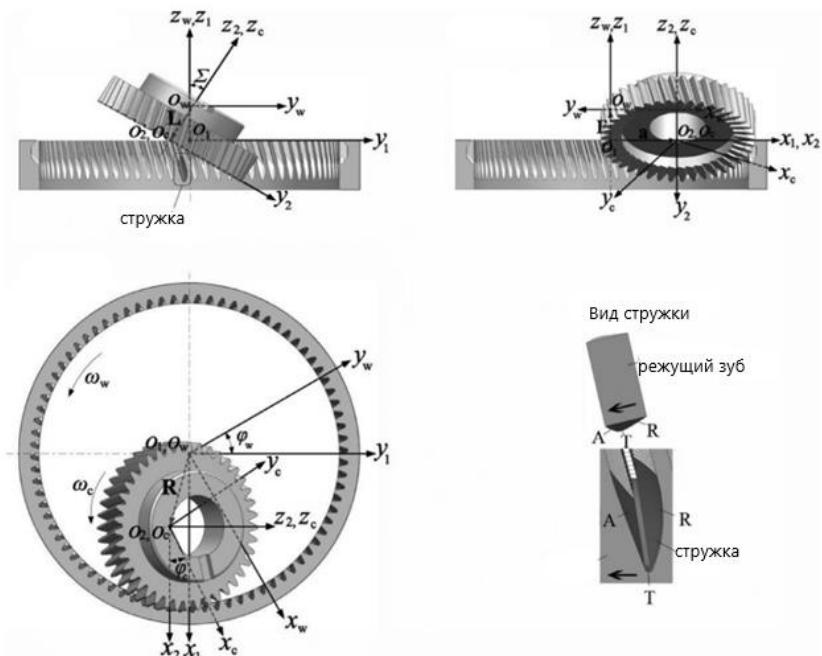 z_w, z_1
z_2, z_c
Σ
O_w
L
y_w
O_2, O_c
O_1
y_1
y_2
стружка
z_w, z_1
z_2, z_c
y_w
O_w
E
a
O_2, O_c
x_1, x_2
x_c
y_c
y_2
ω_w
y_w
O_1, O_w
φ_w
y_1
ω_c
R
y_c
O_2, O_c
z_2, z_c
φ_c
x_w
x_2
x_c
Вид стружки
режущий зуб
A
T
R
A
R
стружка
T